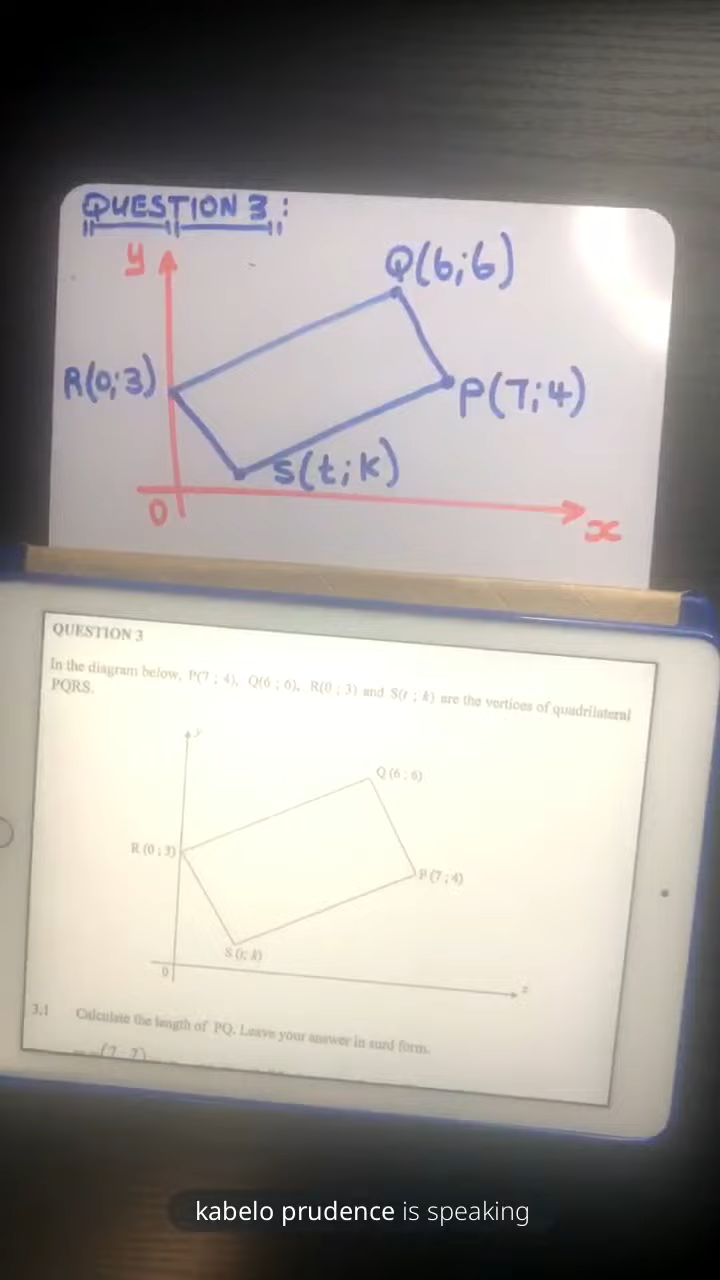 QUESTION 3:
y
Q(6;6)
R(0;3)
P(7;4)
S(t;k)
0
x
QUESTION 3
In the diagram below, P(7 ; 4), Q(6 ; 6), R(0 ; 3) and S(t ; k) are the vertices of quadrilateral
PQRS.
y
Q (6 ; 6)
R (0 ; 3)
P (7 ; 4)
S (t; k)
0
x
3.1 Calculate the length of PQ. Leave your answer in surd form.
kabelo prudence is speaking